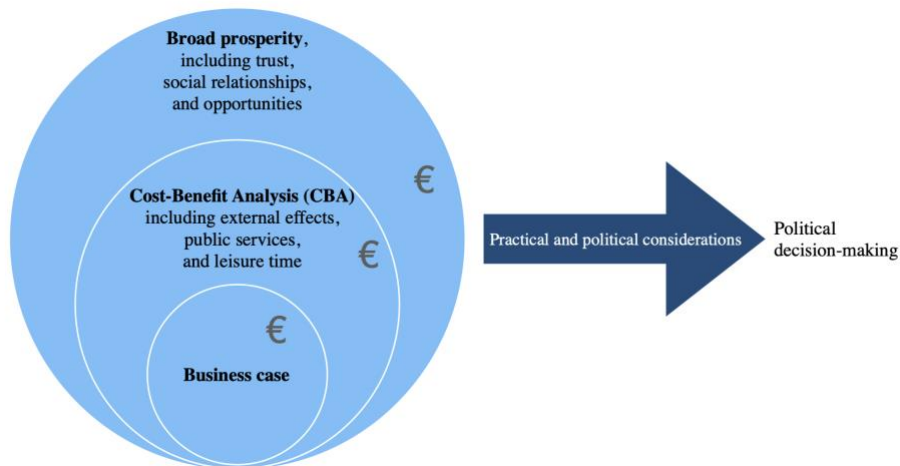 Broad prosperity,
including trust,
social relationships,
and opportunities
€
Cost-Benefit Analysis (CBA)
including external effects,
public services,
and leisure time
€
€
Business case
Practical and political considerations
Political
decision-making